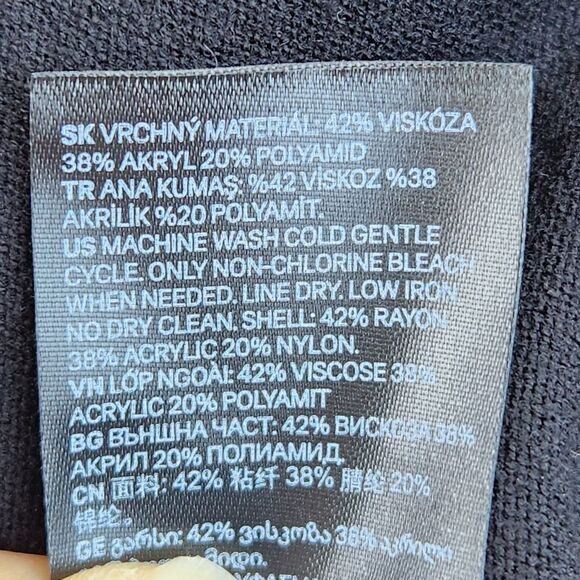 SK VRCHNÝ MATERIÁL: 42% VISKÓZA
38% AKRYL 20% POLYAMID
TR ANA KUMAŞ: %42 VİSKOZ %38
AKRİLİK %20 POLYAMİT.
US MACHINE WASH COLD GENTLE
CYCLE. ONLY NON-CHLORINE BLEACH
WHEN NEEDED. LINE DRY. LOW IRON
NO DRY CLEAN. SHELL: 42% RAYON
38% ACRYLIC 20% NYLON.
VN LỚP NGOÀI: 42% VISCOSE 38%
ACRYLIC 20% POLYAMIT
BG ВЪНШНА ЧАСТ: 42% ВИСКОЗА 38%
АКРИЛ 20% ПОЛИАМИД.
CN 面料: 42% 粘纤 38% 腈纶 20%
锦纶.
GE გარსი: 42% ვისკოზა 38% აკრილი